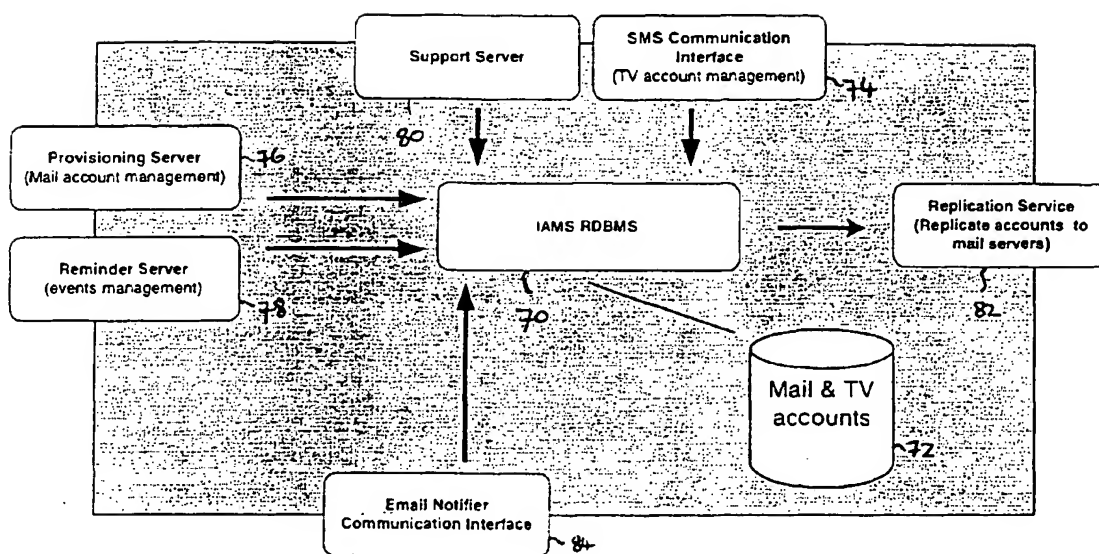 Support Server
80
SMS Communication
Interface
(TV account management)
74
Provisioning Server
(Mail account management)
76
Reminder Server
(events management)
78
IAMS RDBMS
70
Replication Service
(Replicate accounts to
mail servers)
82
Mail & TV
accounts
72
Email Notifier
Communication Interface
84